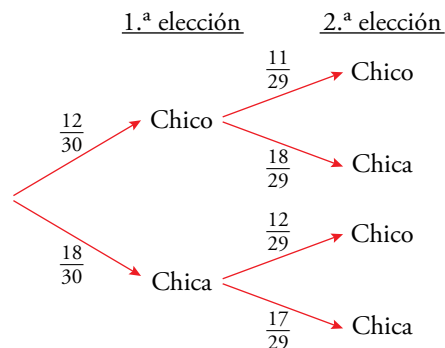 1.ª elección 2.ª elección
11/29 Chico
12/30 Chico
18/29 Chica
12/29 Chico
18/30 Chica
17/29 Chica